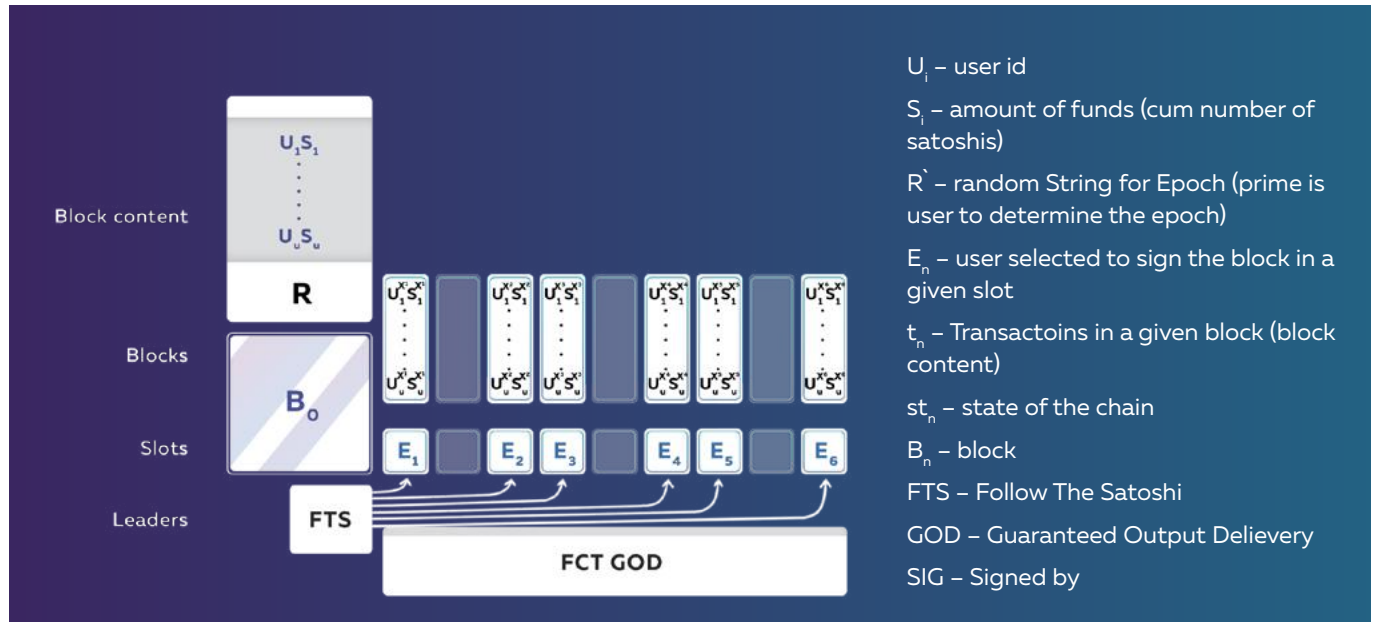 U₁S₁
UᵤSᵤ
Block content
R
Blocks
B₀
Slots
E₁ E₂ E₃ E₄ E₅ E₆
Leaders
FTS
FCT GOD
Uᵢ – user id
Sᵢ – amount of funds (cum number of
satoshis)
R` – random String for Epoch (prime is
user to determine the epoch)
Eₙ – user selected to sign the block in a
given slot
tₙ – Transactoins in a given block (block
content)
stₙ – state of the chain
Bₙ – block
FTS – Follow The Satoshi
GOD – Guaranteed Output Delievery
SIG – Signed by